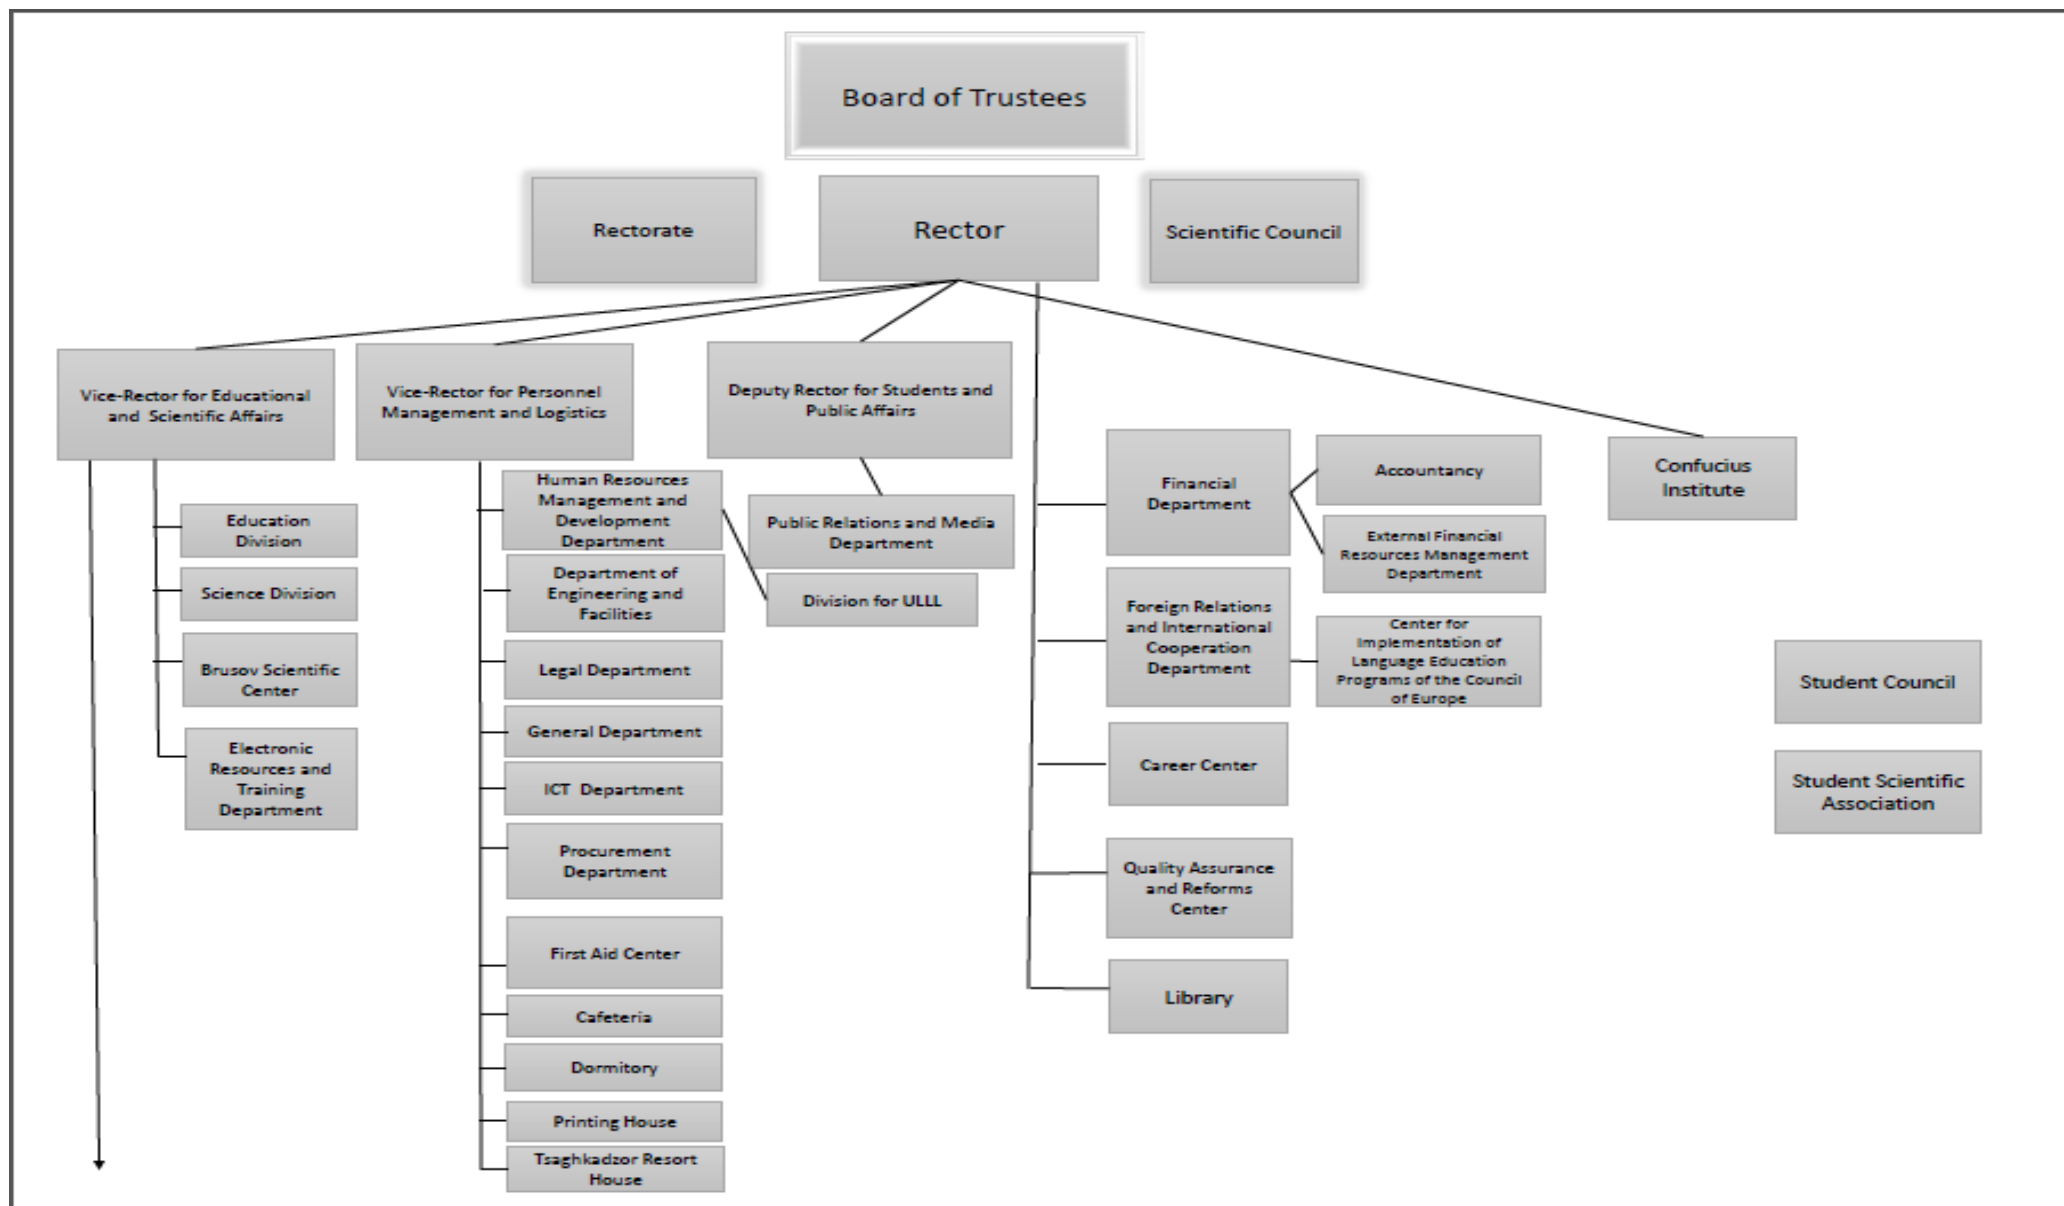 Board of Trustees
Rectorate
Rector
Scientific Council
Vice-Rector for Educational
and Scientific Affairs
Education
Division
Science Division
Brusov Scientific
Center
Electronic
Resources and
Training
Department
Vice-Rector for Personnel
Management and Logistics
Human Resources
Management and
Development
Department
Department of
Engineering and
Facilities
Legal Department
General Department
ICT Department
Procurement
Department
First Aid Center
Cafeteria
Dormitory
Printing House
Tsaghkadzor Resort
House
Deputy Rector for Students and
Public Affairs
Public Relations and Media
Department
Division for ULLL
Financial
Department
Accountancy
External Financial
Resources Management
Department
Foreign Relations
and International
Cooperation
Department
Center for
Implementation of
Language Education
Programs of the Council
of Europe
Career Center
Quality Assurance
and Reforms
Center
Library
Confucius
Institute
Student Council
Student Scientific
Association